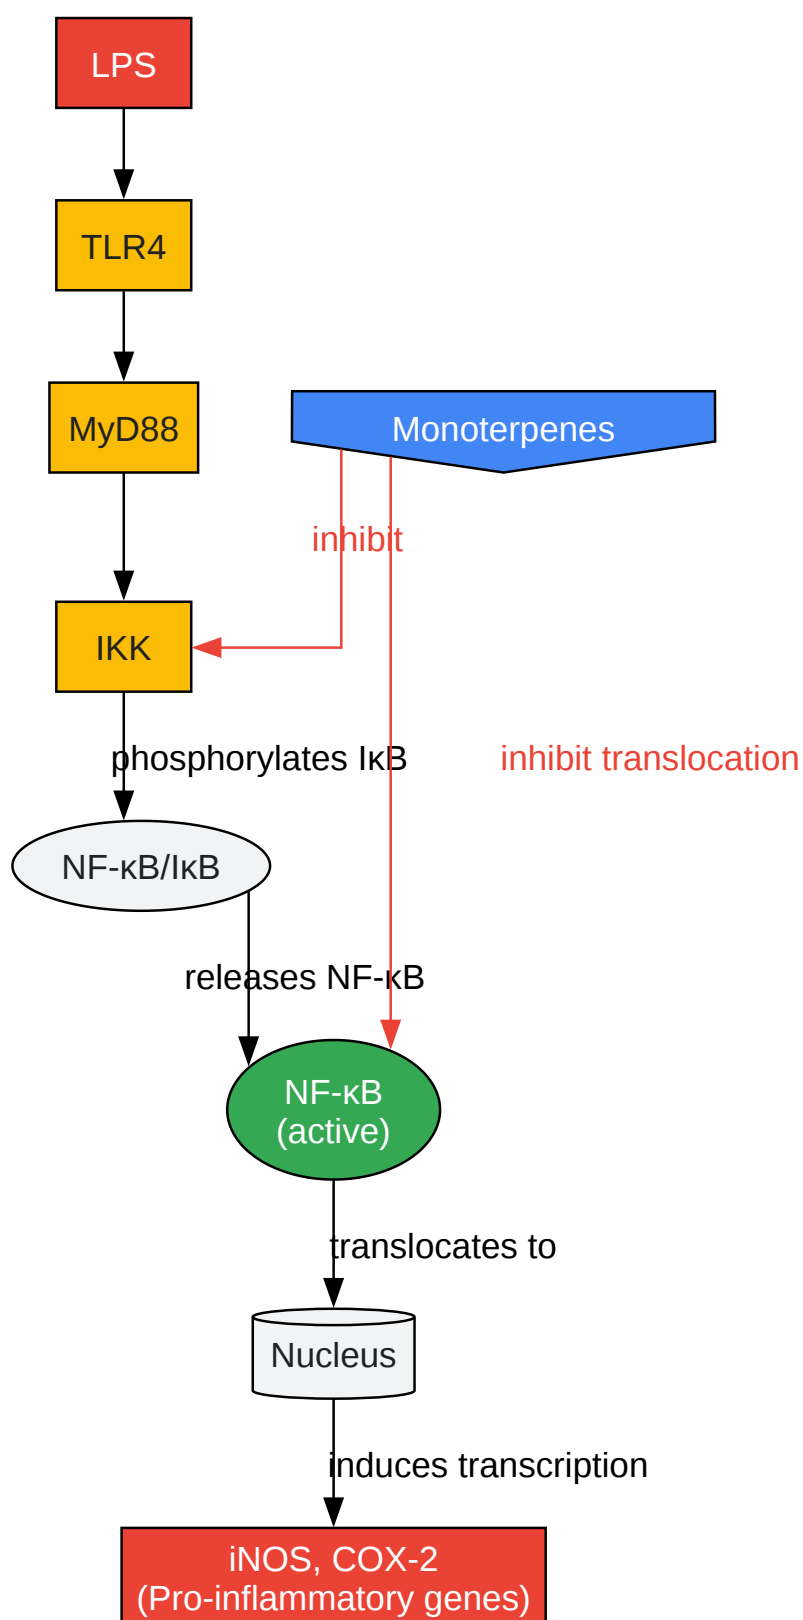 LPS
TLR4
MyD88
Monoterpenes
inhibit
IKK
phosphorylates IκB
inhibit translocation
NF-κB/IκB
releases NF-κB
NF-κB
(active)
translocates to
Nucleus
induces transcription
iNOS, COX-2
(Pro-inflammatory genes)